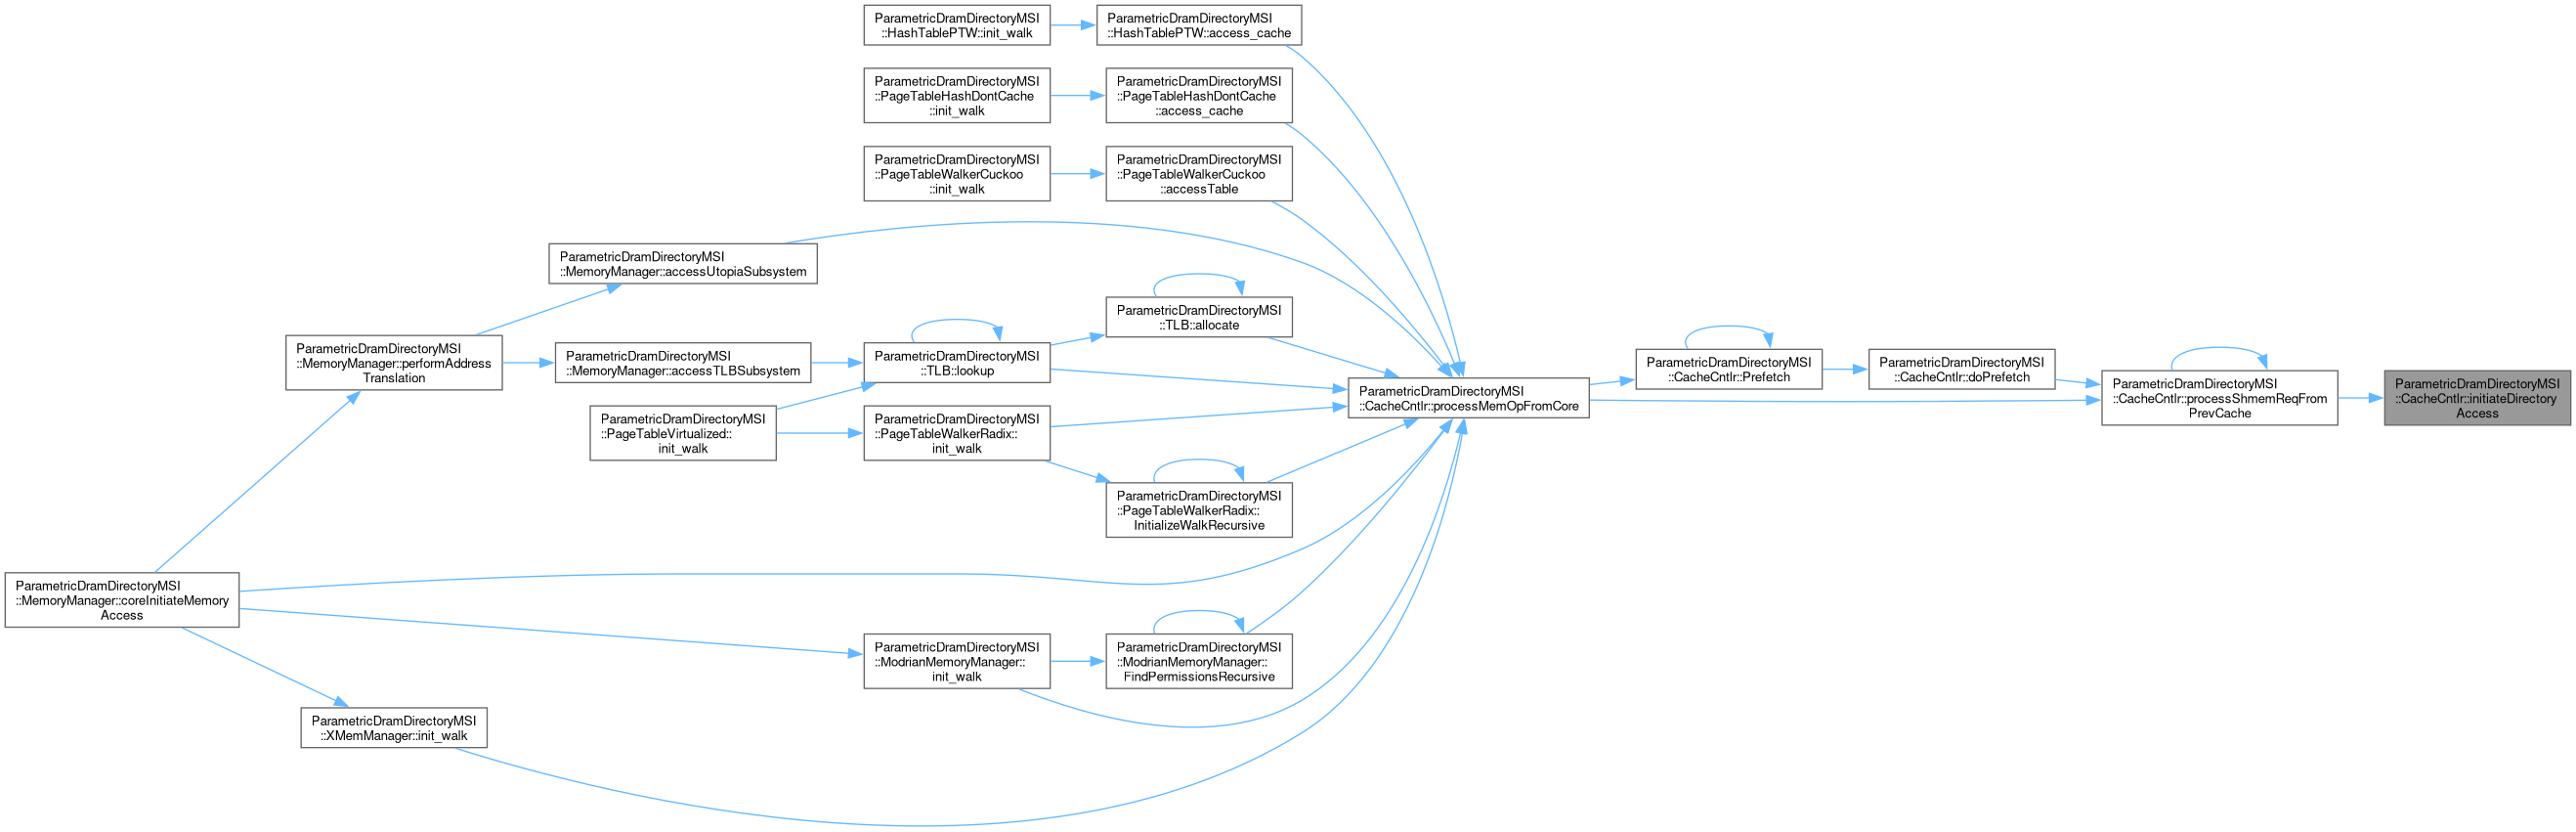 ParametricDramDirectoryMSI
::HashTablePTW::init_walk
ParametricDramDirectoryMSI
::HashTablePTW::access_cache
ParametricDramDirectoryMSI
::PageTableHashDontCache
::init_walk
ParametricDramDirectoryMSI
::PageTableHashDontCache
::access_cache
ParametricDramDirectoryMSI
::PageTableWalkerCuckoo
::init_walk
ParametricDramDirectoryMSI
::PageTableWalkerCuckoo
::accessTable
ParametricDramDirectoryMSI
::MemoryManager::accessUtopiaSubsystem
ParametricDramDirectoryMSI
::TLB::allocate
ParametricDramDirectoryMSI
::MemoryManager::performAddress
Translation
ParametricDramDirectoryMSI
::MemoryManager::accessTLBSubsystem
ParametricDramDirectoryMSI
::TLB::lookup
ParametricDramDirectoryMSI
::CacheCntlr::processMemOpFromCore
ParametricDramDirectoryMSI
::CacheCntlr::Prefetch
ParametricDramDirectoryMSI
::CacheCntlr::doPrefetch
ParametricDramDirectoryMSI
::CacheCntlr::processShmemReqFrom
PrevCache
ParametricDramDirectoryMSI
::CacheCntlr::initiateDirectory
Access
ParametricDramDirectoryMSI
::PageTableVirtualized::
init_walk
ParametricDramDirectoryMSI
::PageTableWalkerRadix::
init_walk
ParametricDramDirectoryMSI
::PageTableWalkerRadix::
InitializeWalkRecursive
ParametricDramDirectoryMSI
::MemoryManager::coreInitiateMemory
Access
ParametricDramDirectoryMSI
::ModrianMemoryManager::
init_walk
ParametricDramDirectoryMSI
::ModrianMemoryManager::
FindPermissionsRecursive
ParametricDramDirectoryMSI
::XMemManager::init_walk